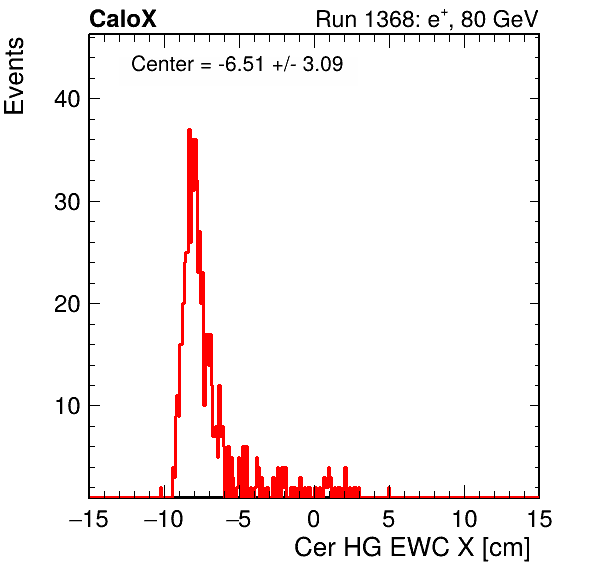 CaloX Run 1368: e⁺, 80 GeV
Center = -6.51 +/- 3.09
Events
40
30
20
10
−15 −10 −5 0 5 10 15
Cer HG EWC X [cm]